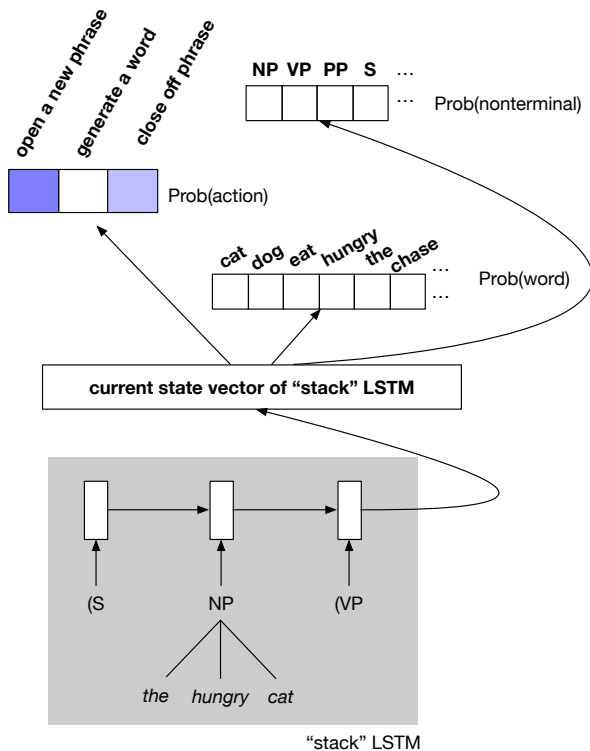 open a new phrase
generate a word
close off phrase
Prob(action)
NP VP PP S ...
... Prob(nonterminal)
cat dog eat hungry the chase ...
... Prob(word)
current state vector of “stack” LSTM
(S NP (VP
the hungry cat
“stack” LSTM